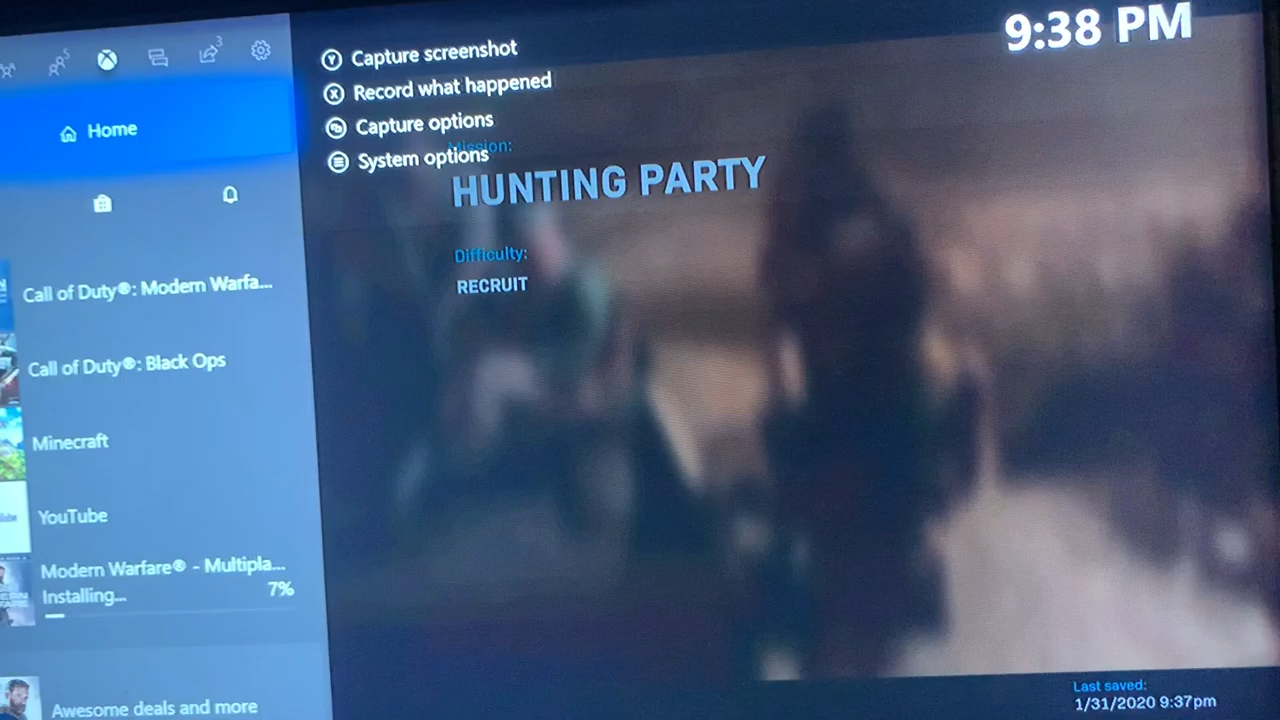 5
3
Home
Call of Duty®: Modern Warfa...
Call of Duty®: Black Ops
Minecraft
YouTube
Modern Warfare® - Multipla...
Installing...
7%
Awesome deals and more
Y Capture screenshot
X Record what happened
Capture options
System options
9:38 PM
Mission:
HUNTING PARTY
Difficulty:
RECRUIT
Last saved:
1/31/2020 9:37pm